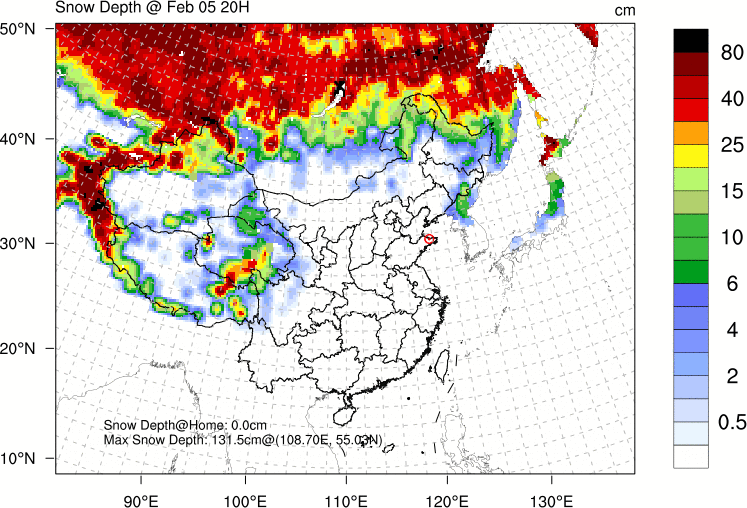 Snow Depth @ Feb 05 20H
cm
50°N
40°N
30°N
20°N
10°N
90°E 100°E 110°E 120°E 130°E
Snow Depth@Home: 0.0cm
Max Snow Depth: 131.5cm@(108.70E, 55.03N)
80
40
25
15
10
6
4
2
0.5